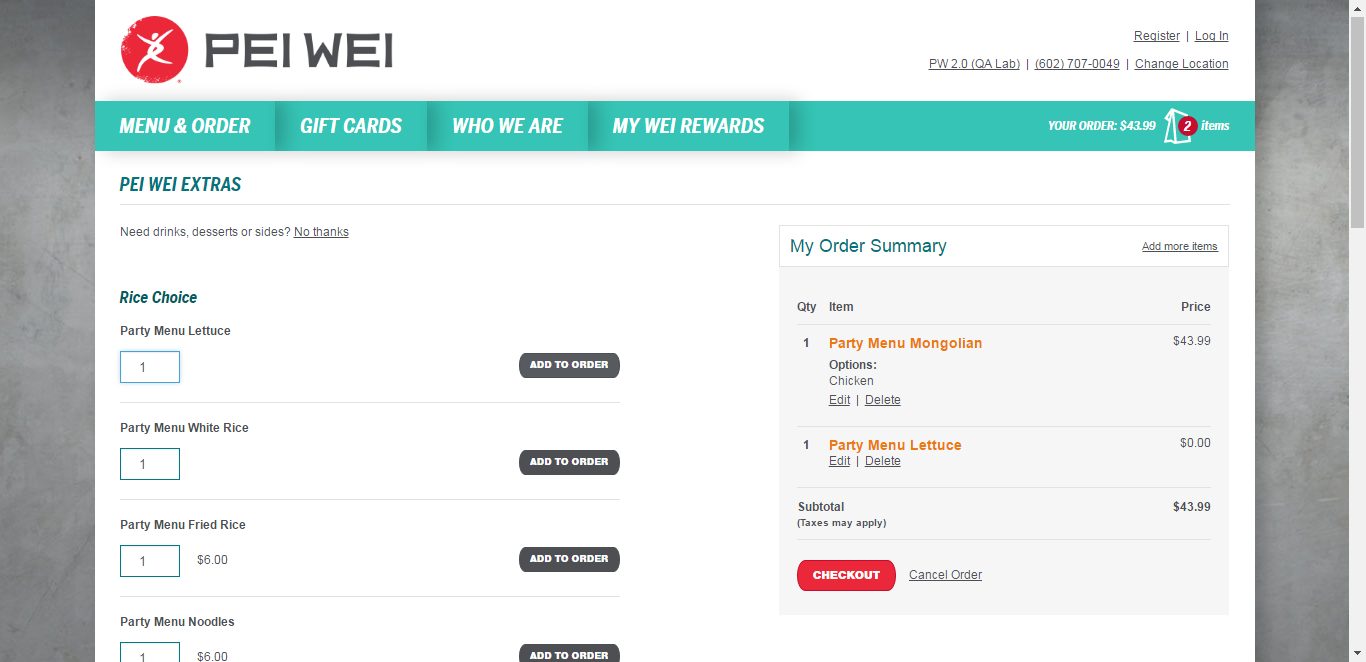 PEI WEI
Register | Log In
PW 2.0 (QA Lab) | (602) 707-0049 | Change Location
MENU & ORDER GIFT CARDS WHO WE ARE MY WEI REWARDS YOUR ORDER: $43.99 2 items
PEI WEI EXTRAS
Need drinks, desserts or sides? No thanks
My Order Summary Add more items
Rice Choice
Party Menu Lettuce
1 ADD TO ORDER
Party Menu White Rice
1 ADD TO ORDER
Party Menu Fried Rice
1 $6.00 ADD TO ORDER
Party Menu Noodles
1 $6.00 ADD TO ORDER
Qty Item Price
1 Party Menu Mongolian $43.99
Options:
Chicken
Edit | Delete
1 Party Menu Lettuce $0.00
Edit | Delete
Subtotal $43.99
(Taxes may apply)
CHECKOUT Cancel Order